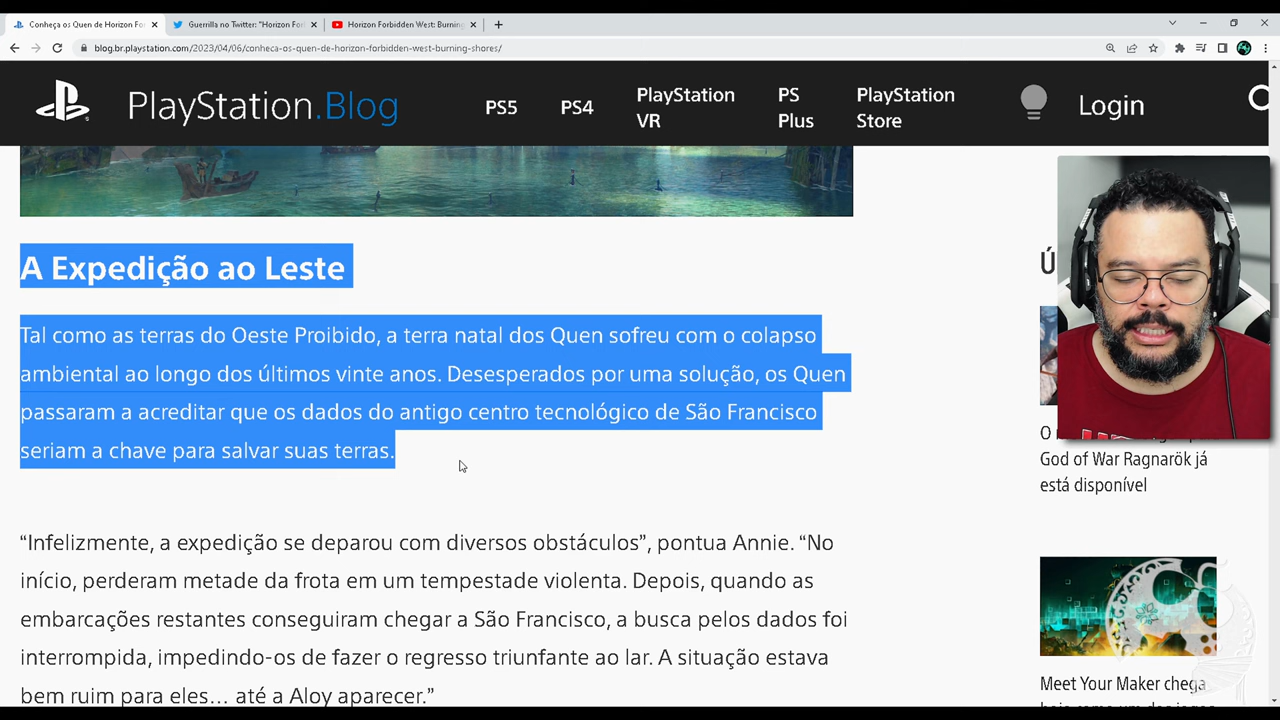 Conheça os Quen de Horizon For
Guerrilla no Twitter: "Horizon Forb
Horizon Forbidden West: Burning
blog.br.playstation.com/2023/04/06/conheca-os-quen-de-horizon-forbidden-west-burning-shores/
PlayStation.Blog
PS5
PS4
PlayStation
VR
PS
Plus
PlayStation
Store
Login
A Expedição ao Leste
Tal como as terras do Oeste Proibido, a terra natal dos Quen sofreu com o colapso
ambiental ao longo dos últimos vinte anos. Desesperados por uma solução, os Quen
passaram a acreditar que os dados do antigo centro tecnológico de São Francisco
seriam a chave para salvar suas terras.
“Infelizmente, a expedição se deparou com diversos obstáculos”, pontua Annie. “No
início, perderam metade da frota em um tempestade violenta. Depois, quando as
embarcações restantes conseguiram chegar a São Francisco, a busca pelos dados foi
interrompida, impedindo-os de fazer o regresso triunfante ao lar. A situação estava
bem ruim para eles… até a Aloy aparecer.”
God of War Ragnarök já
está disponível
Meet Your Maker chega